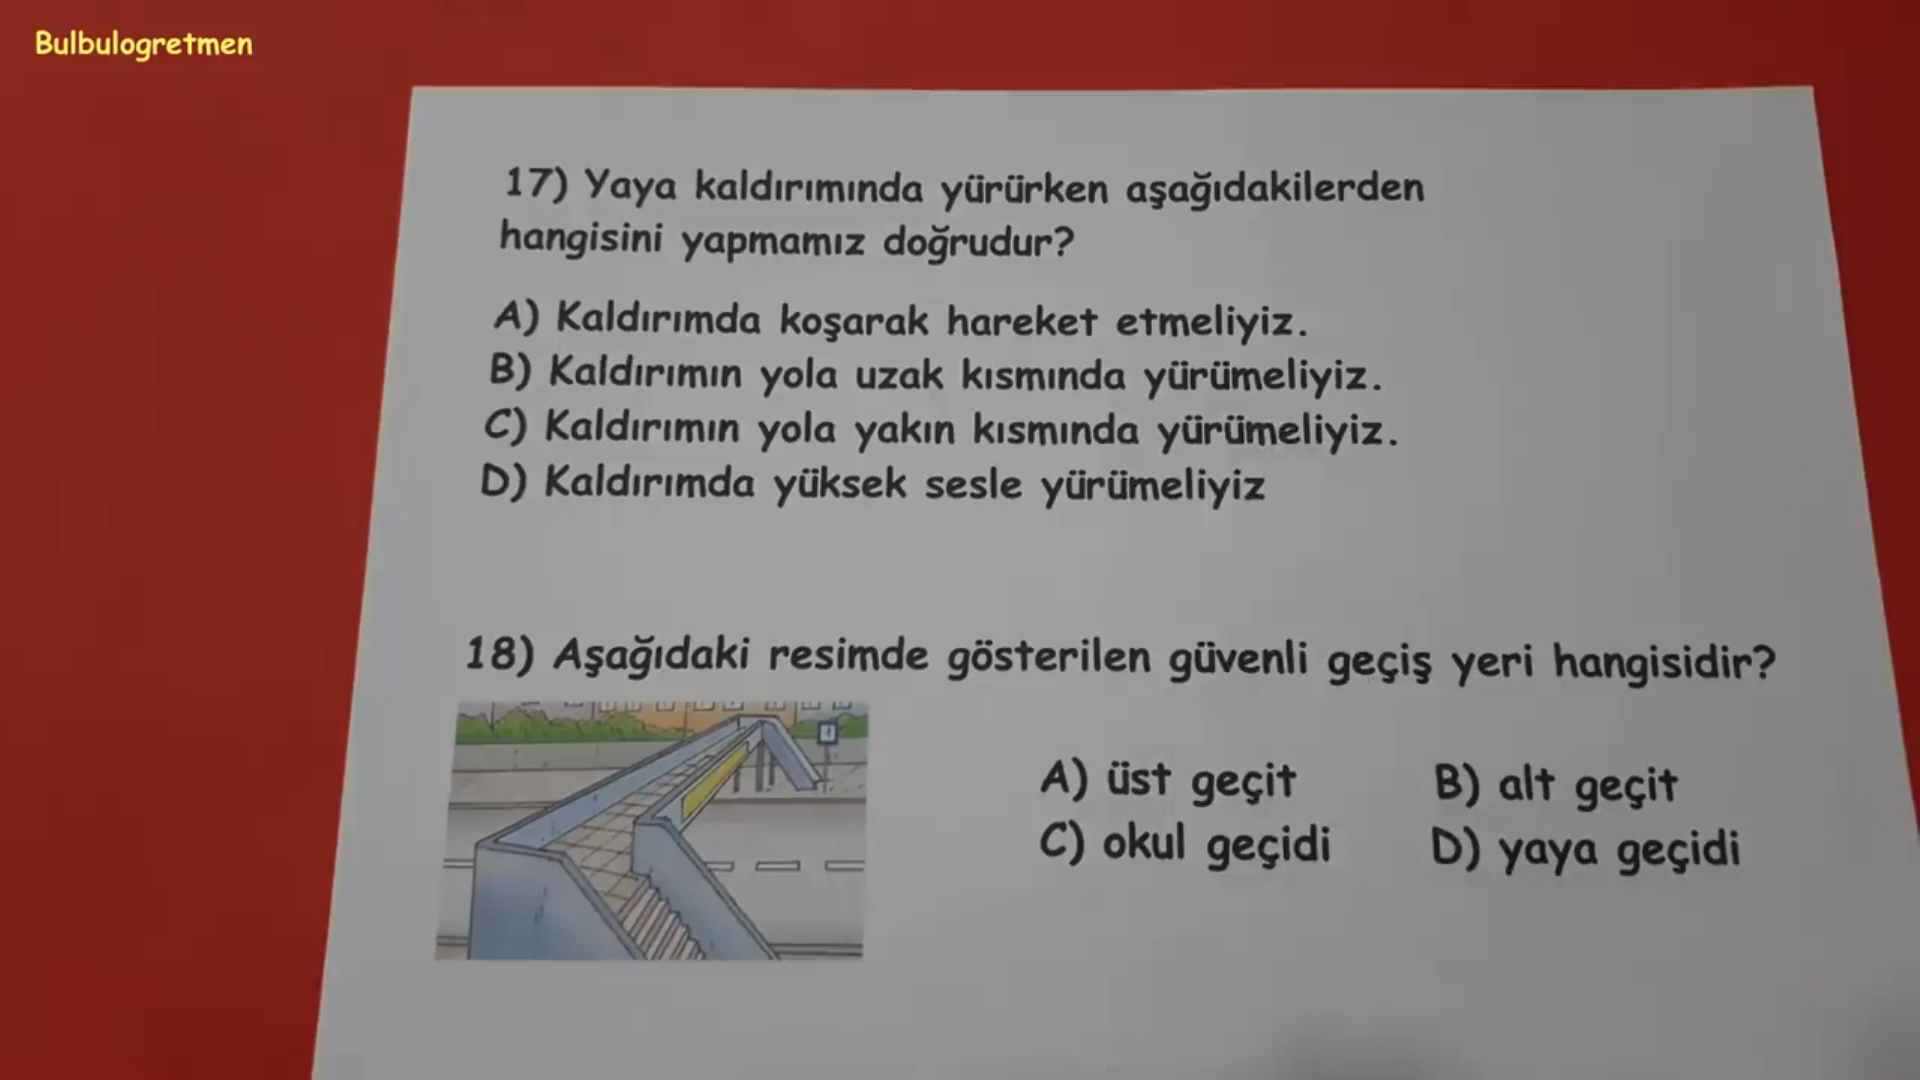 Bulbulogretmen
17) Yaya kaldırımında yürürken aşağıdakilerden
hangisini yapmamız doğrudur?
A) Kaldırımda koşarak hareket etmeliyiz.
B) Kaldırımın yola uzak kısmında yürümeliyiz.
C) Kaldırımın yola yakın kısmında yürümeliyiz.
D) Kaldırımda yüksek sesle yürümeliyiz
18) Aşağıdaki resimde gösterilen güvenli geçiş yeri hangisidir?
A) üst geçit B) alt geçit
C) okul geçidi D) yaya geçidi